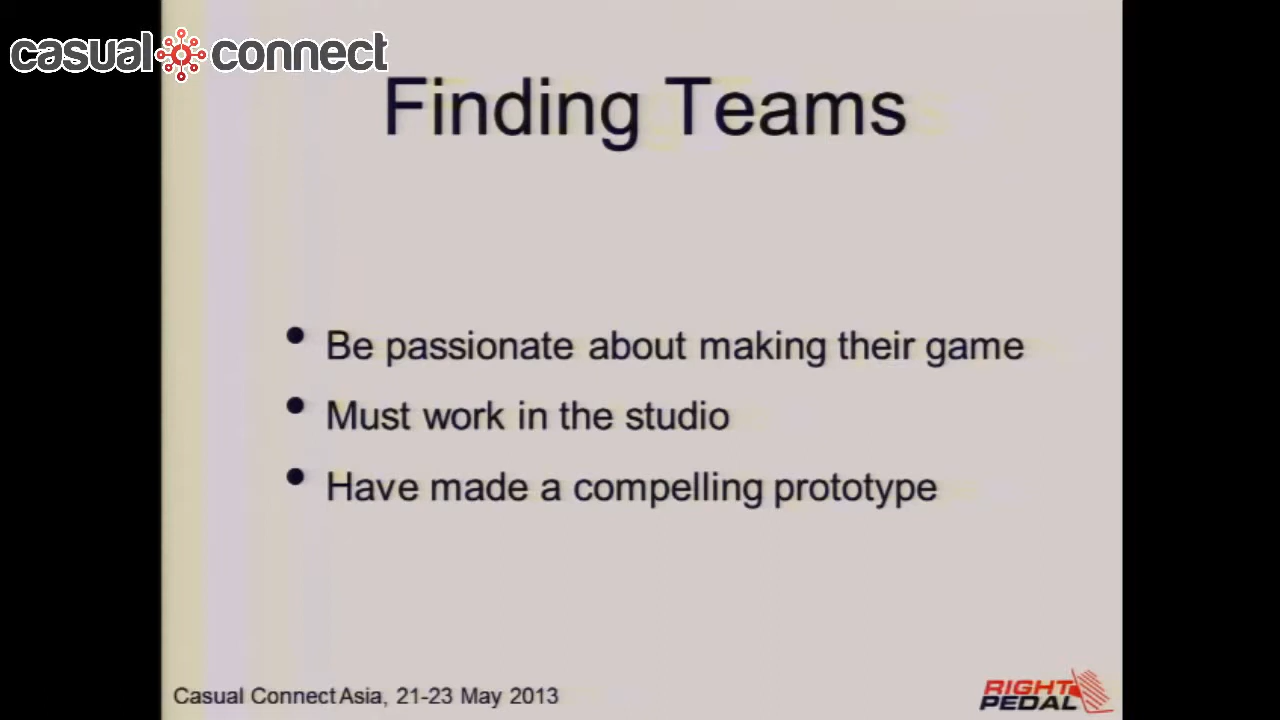 casual connect
Finding Teams
• Be passionate about making their game
• Must work in the studio
• Have made a compelling prototype
Casual Connect Asia, 21-23 May 2013
RIGHT
PEDAL